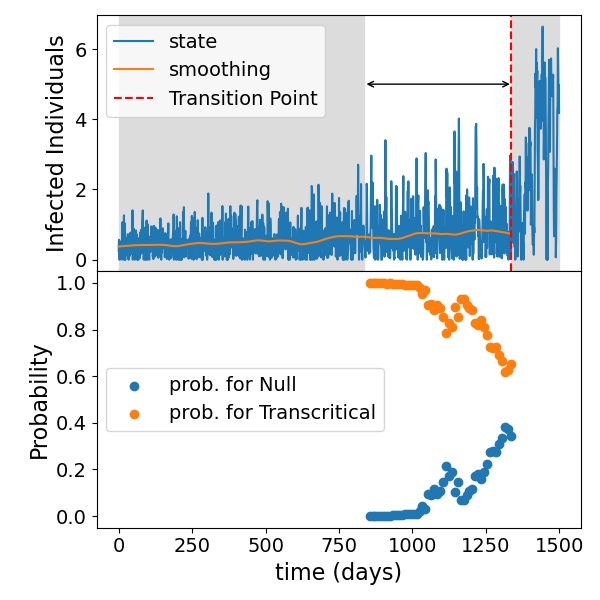 Infected Individuals
6
4
2
0
state
smoothing
Transition Point
Probability
1.0
0.8
0.6
0.4
0.2
0.0
prob. for Null
prob. for Transcritical
0 250 500 750 1000 1250 1500
time (days)